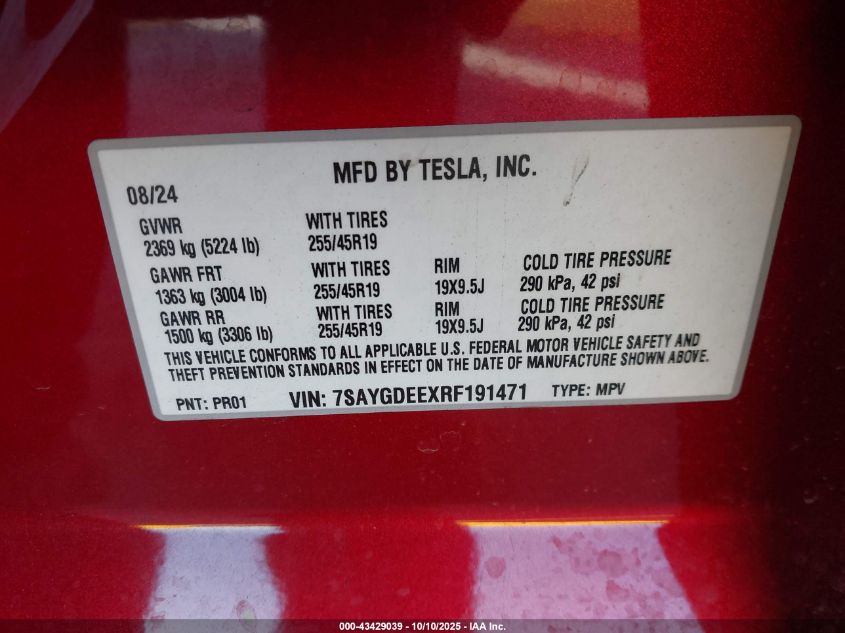 MFD BY TESLA, INC.
08/24
GVWR WITH TIRES
2369 kg (5224 lb) 255/45R19
GAWR FRT WITH TIRES RIM COLD TIRE PRESSURE
1363 kg (3004 lb) 255/45R19 19X9.5J 290 kPa, 42 psi
GAWR RR WITH TIRES RIM COLD TIRE PRESSURE
1500 kg (3306 lb) 255/45R19 19X9.5J 290 kPa, 42 psi
THIS VEHICLE CONFORMS TO ALL APPLICABLE U.S. FEDERAL MOTOR VEHICLE SAFETY AND
THEFT PREVENTION STANDARDS IN EFFECT ON THE DATE OF MANUFACTURE SHOWN ABOVE.
PNT: PR01 VIN: 7SAYGDEEXRF191471 TYPE: MPV
000-43429039 - 10/10/2025 - IAA Inc.